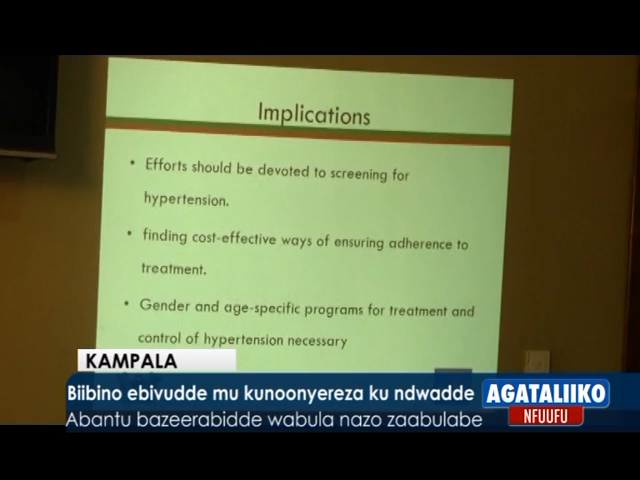 Implications
• Efforts should be devoted to screening for
hypertension.
• finding cost-effective ways of ensuring adherence to
treatment.
• Gender and age-specific programs for treatment and
control of hypertension necessary
KAMPALA
Biibino ebivudde mu kunoonyereza ku ndwadde
Abantu bazeerabidde wabula nazo zaabulabe
AGATALIIKO
NFUUFU